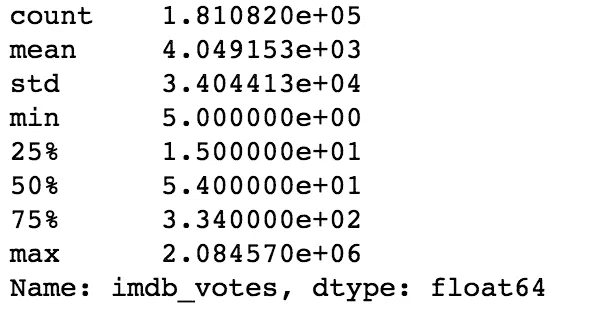 count 1.810820e+05
mean 4.049153e+03
std 3.404413e+04
min 5.000000e+00
25% 1.500000e+01
50% 5.400000e+01
75% 3.340000e+02
max 2.084570e+06
Name: imdb_votes, dtype: float64